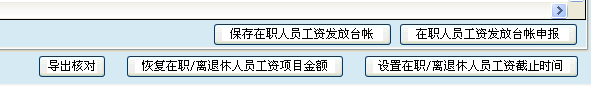 保存在职人员工资发放台帐 在职人员工资发放台帐申报
导出核对 恢复在职/离退休人员工资项目金额 设置在职/离退休人员工资截止时间